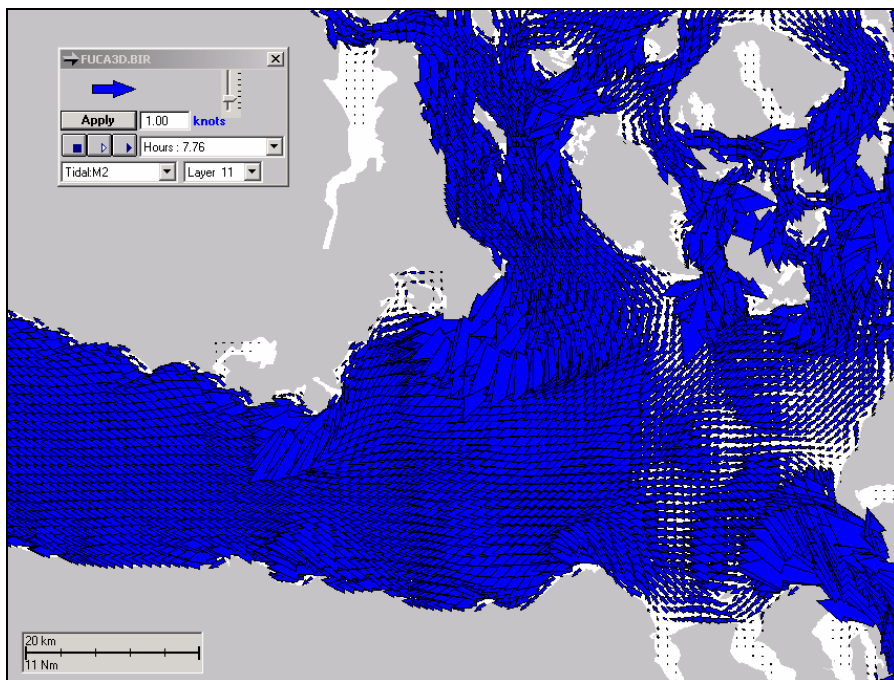 FUCA3D.BIR
Apply 1.00 knots
Hours : 7.76
Tidal:M2 Layer 11
20 km
11 Nm